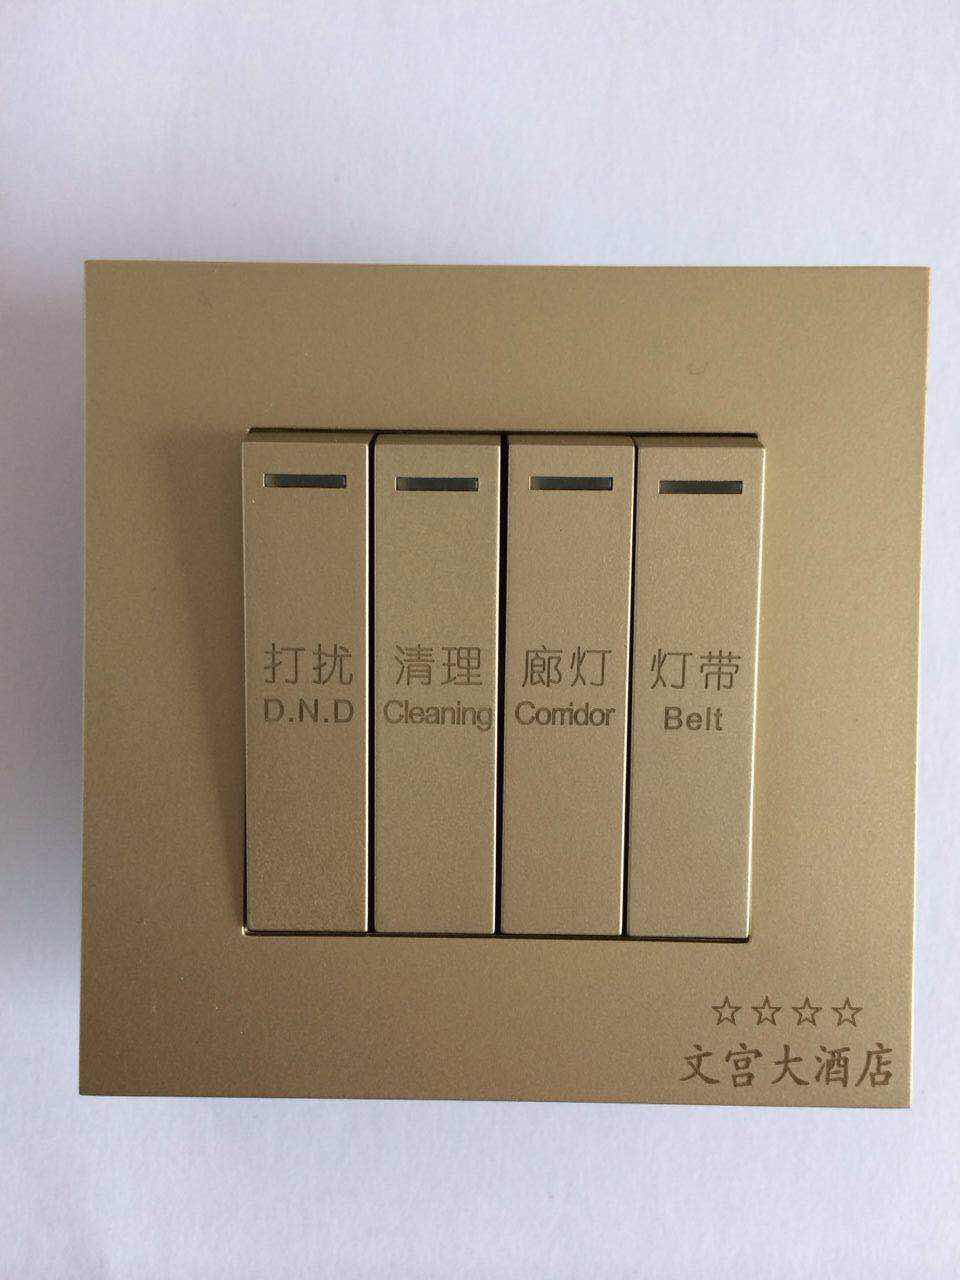 打扰 清理 廊灯 灯带
D.N.D Cleaning Corridor Belt
☆☆☆☆
文宫大酒店